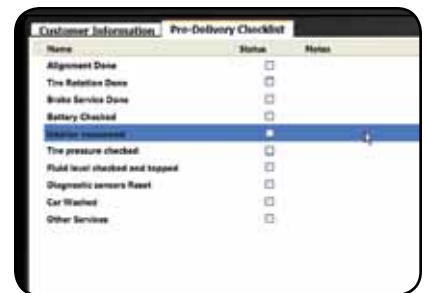 Customer Information Pre-Delivery Checklist
Name Status Notes
Alignment Done
Tire Rotation Done
Brake Service Done
Battery Checked
Interior vacuumed
Tire pressure checked
Fluid level checked and topped
Diagnostic sensors Reset
Car Washed
Other Services